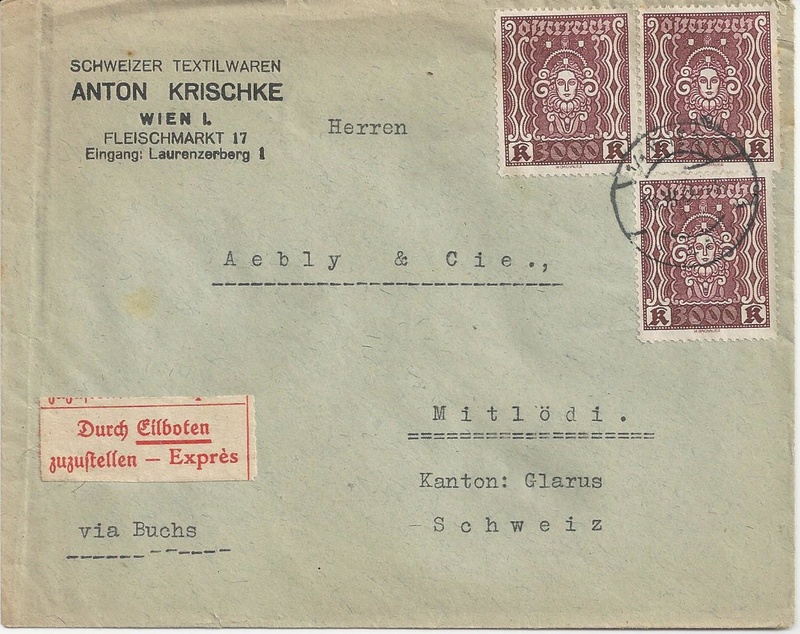 SCHWEIZER TEXTILWAREN
ANTON KRISCHKE
WIEN I.
FLEISCHMARKT 17
Eingang: Laurenzerberg 1
Herren
Aebly & Cie.,
Mitlödi.
Kanton: Glarus
Schweiz
Durch Eilboten
zuzustellen – Exprès
via Buchs
Österreich
K 3000 K
Österreich
K 3000 K
Österreich
K 3000 K